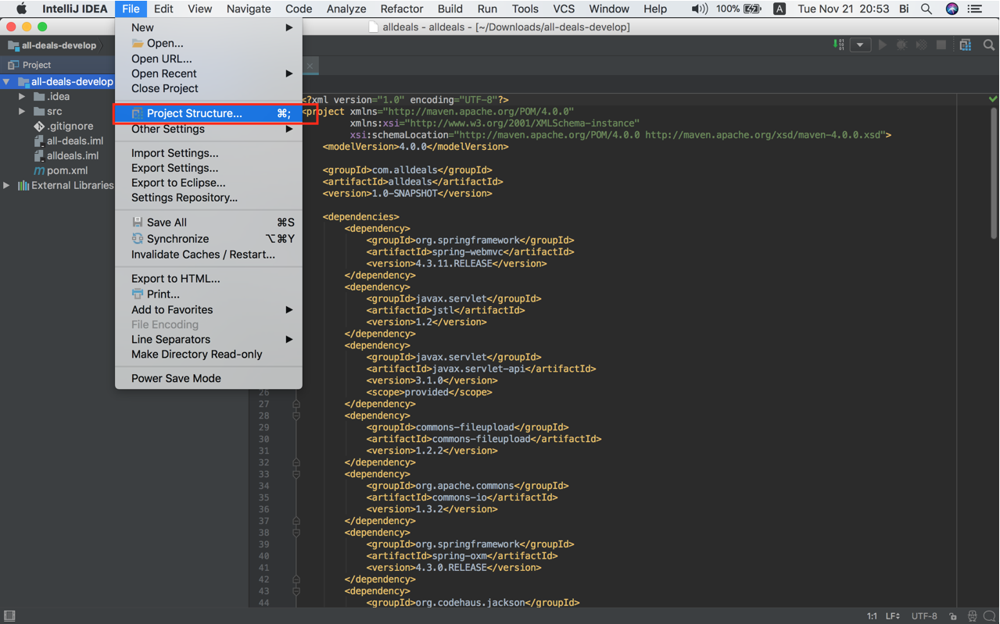 IntelliJ IDEA File Edit View Navigate Code Analyze Refactor Build Run Tools VCS Window Help 100% A Tue Nov 21 20:53 Bi
alldeals - alldeals - [~/Downloads/all-deals-develop]
all-deals-develop
Project
all-deals-develop
.idea
src
.gitignore
all-deals.iml
alldeals.iml
pom.xml
External Libraries
New
Open...
Open URL...
Open Recent
Close Project
Project Structure... ⌘;
Other Settings
Import Settings...
Export Settings...
Export to Eclipse...
Settings Repository...
Save All ⌘S
Synchronize ⌥⌘Y
Invalidate Caches / Restart...
Export to HTML...
Print...
Add to Favorites
File Encoding
Line Separators
Make Directory Read-only
Power Save Mode
<?xml version="1.0" encoding="UTF-8"?>
<project xmlns="http://maven.apache.org/POM/4.0.0"
xmlns:xsi="http://www.w3.org/2001/XMLSchema-instance"
xsi:schemaLocation="http://maven.apache.org/POM/4.0.0 http://maven.apache.org/xsd/maven-4.0.0.xsd">
<modelVersion>4.0.0</modelVersion>
<groupId>com.alldeals</groupId>
<artifactId>alldeals</artifactId>
<version>1.0-SNAPSHOT</version>
<dependencies>
<dependency>
<groupId>org.springframework</groupId>
<artifactId>spring-webmvc</artifactId>
<version>4.3.11.RELEASE</version>
</dependency>
<dependency>
<groupId>javax.servlet</groupId>
<artifactId>jstl</artifactId>
<version>1.2</version>
</dependency>
<dependency>
<groupId>javax.servlet</groupId>
<artifactId>javax.servlet-api</artifactId>
<version>3.1.0</version>
26 <scope>provided</scope>
27 </dependency>
28 <dependency>
29 <groupId>commons-fileupload</groupId>
30 <artifactId>commons-fileupload</artifactId>
31 <version>1.2.2</version>
32 </dependency>
33 <dependency>
34 <groupId>org.apache.commons</groupId>
35 <artifactId>commons-io</artifactId>
36 <version>1.3.2</version>
37 </dependency>
38 <dependency>
39 <groupId>org.springframework</groupId>
40 <artifactId>spring-oxm</artifactId>
41 <version>4.3.0.RELEASE</version>
42 </dependency>
43 <dependency>
44 <groupId>org.codehaus.jackson</groupId>
1:1 LF UTF-8